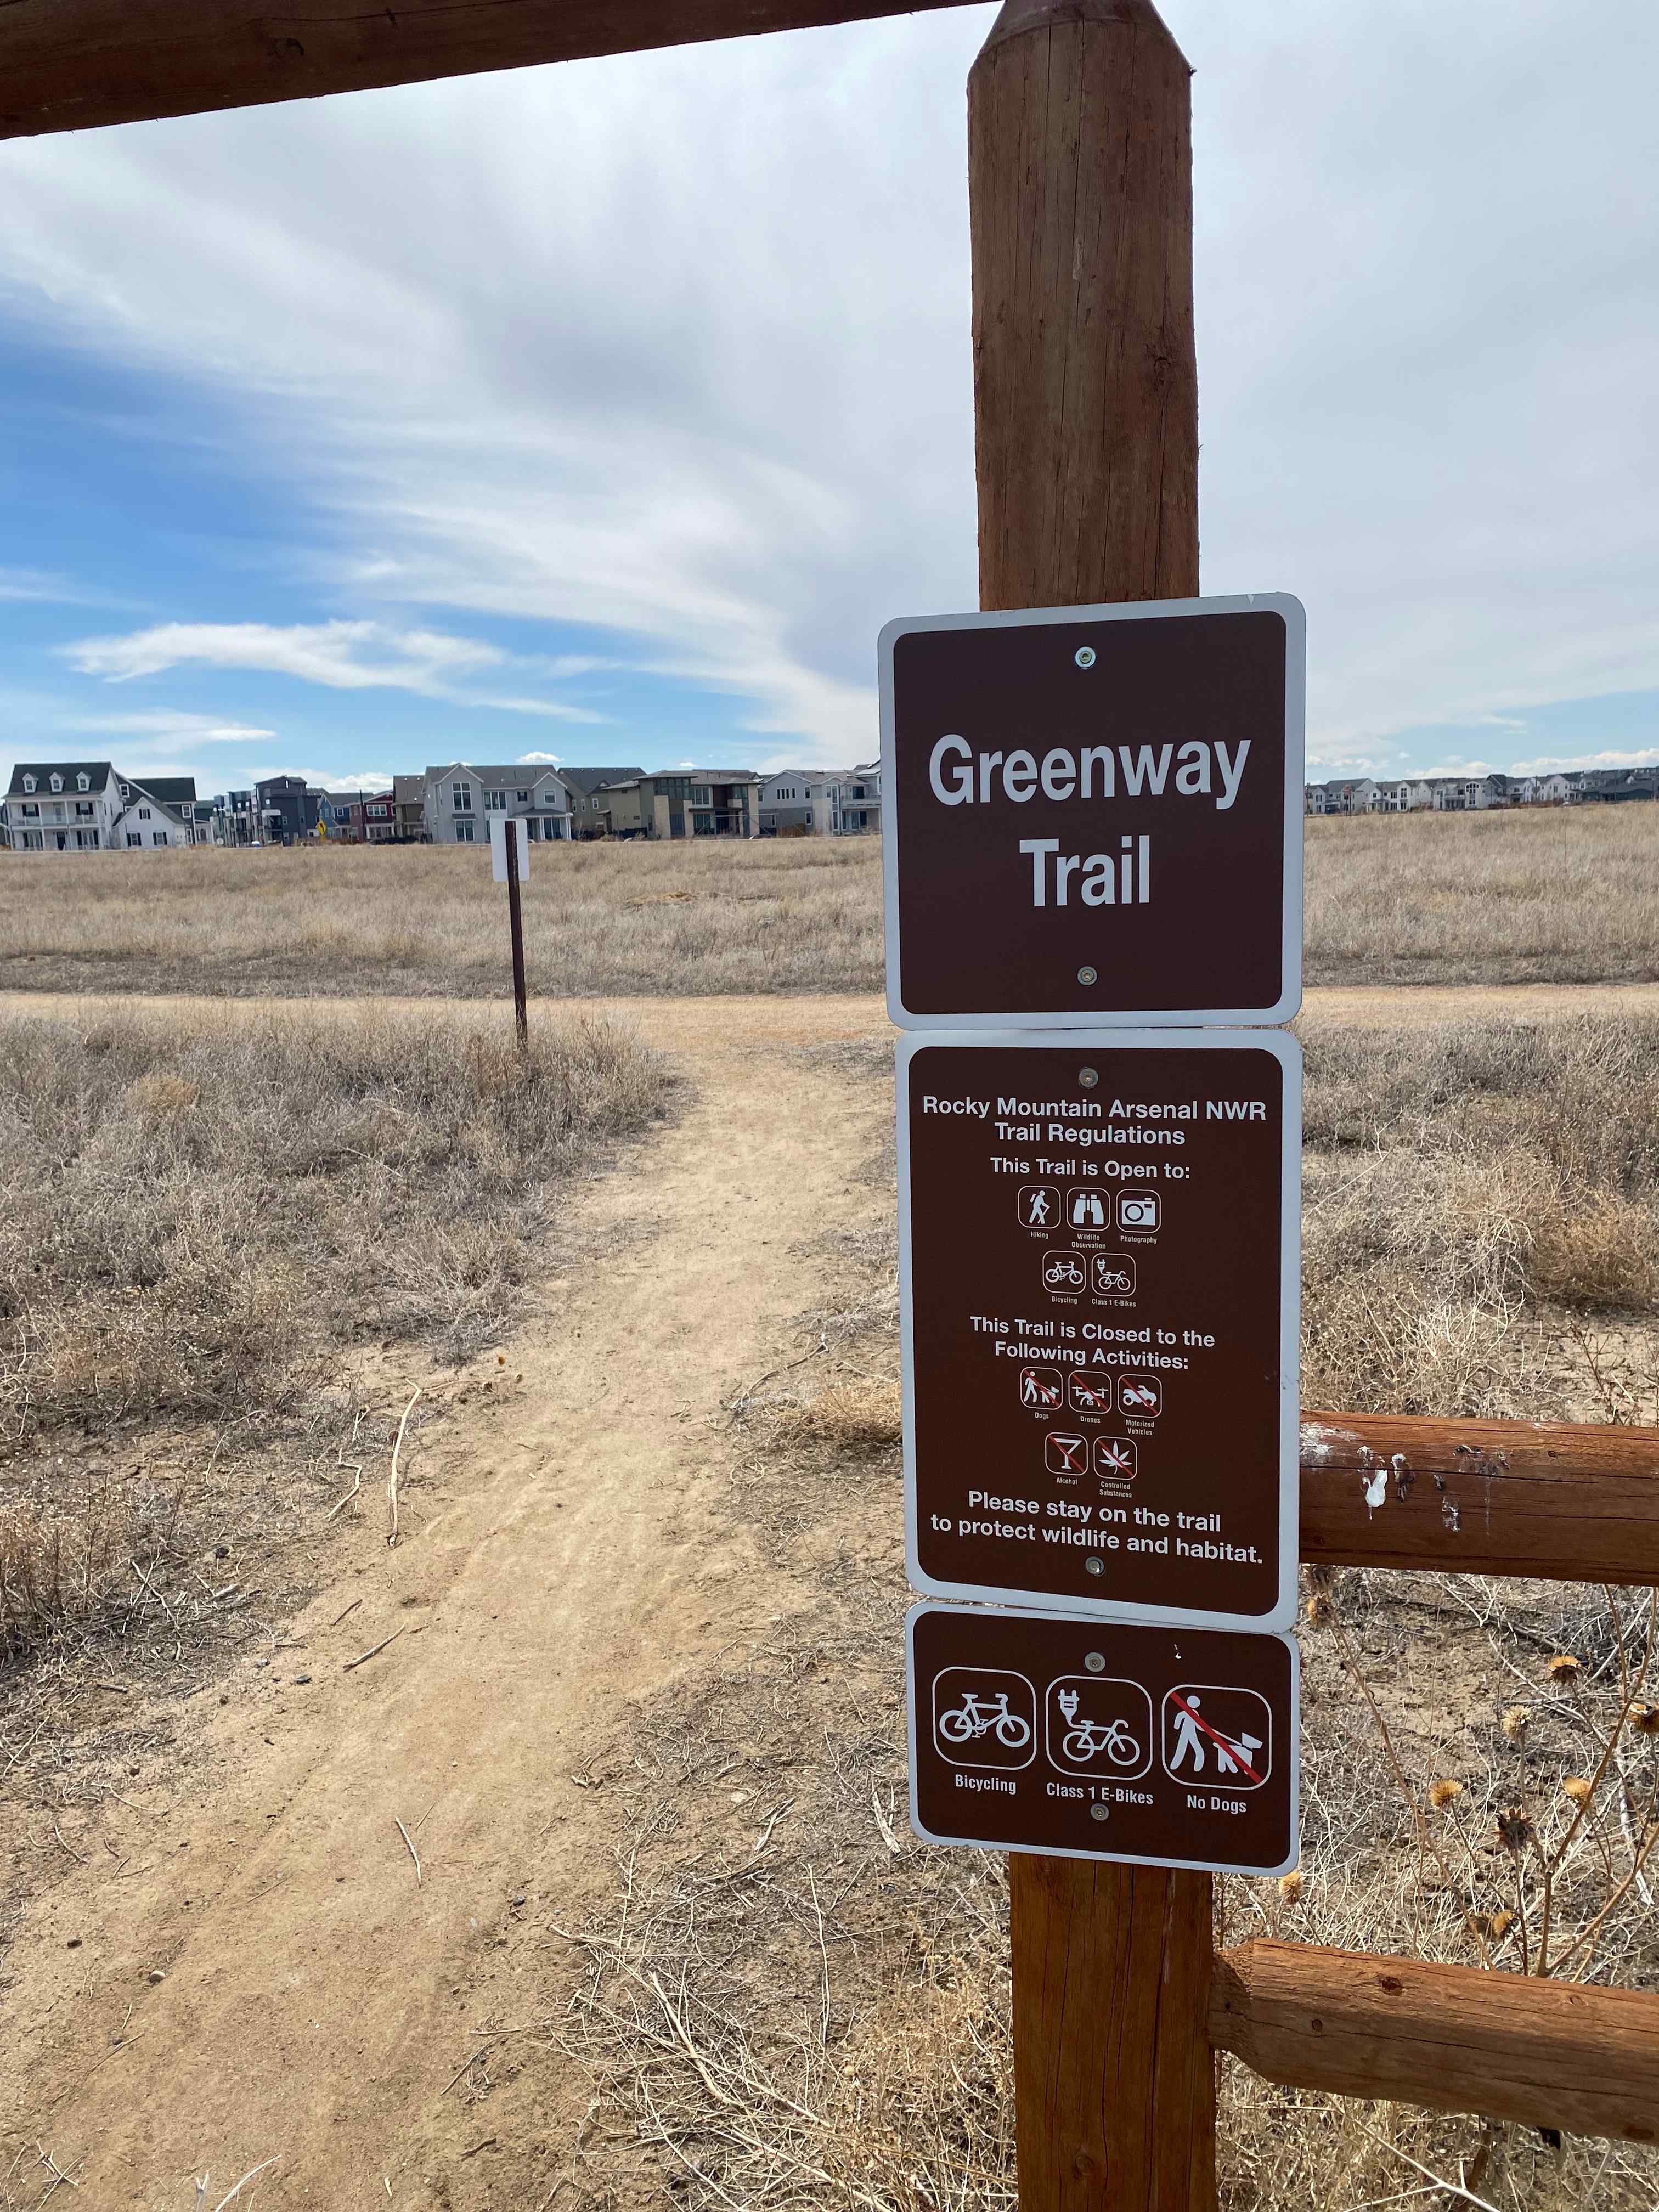 Greenway
Trail
Rocky Mountain Arsenal NWR
Trail Regulations
This Trail is Open to:
Hiking
Wildlife
Observation
Photography
Bicycling
Class 1 E-Bikes
This Trail is Closed to the
Following Activities:
Dogs
Drones
Motorized
Vehicles
Alcohol
Controlled
Substances
Please stay on the trail
to protect wildlife and habitat.
Bicycling
Class 1 E-Bikes
No Dogs